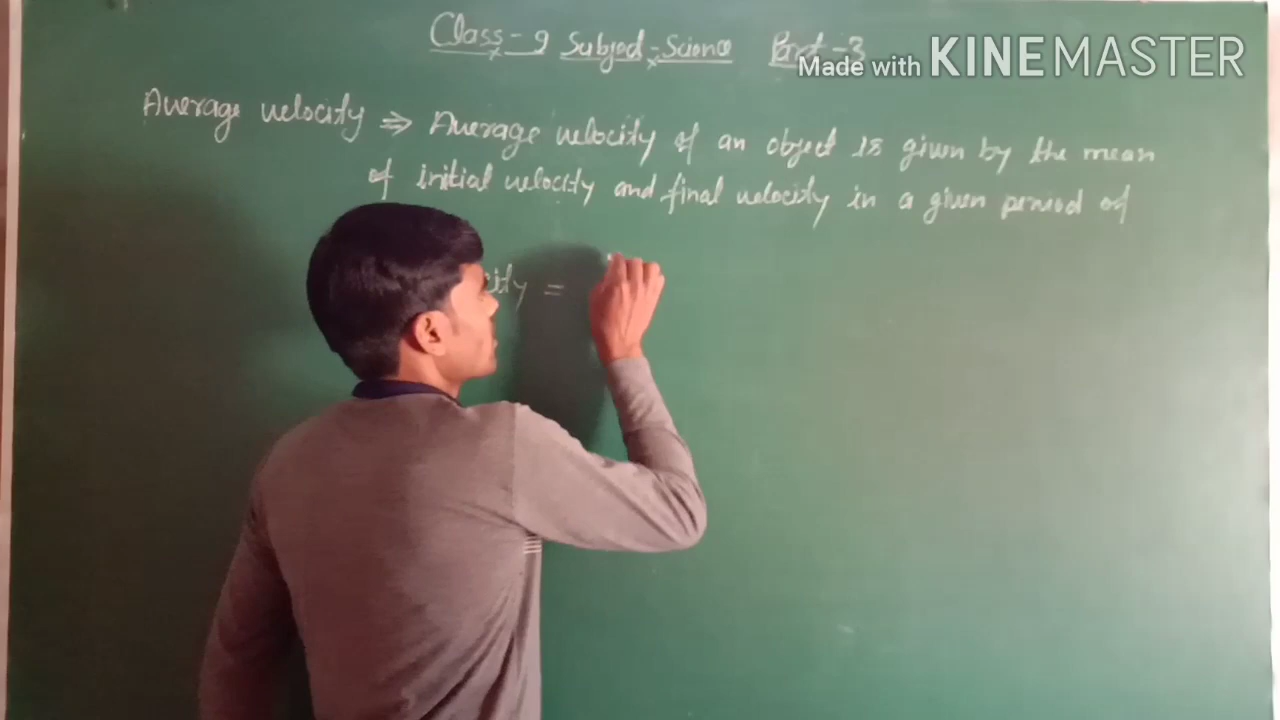 Class-9 Subject-Science Part-3
Made with KINEMASTER
Average velocity ⇒ Average velocity of an object is given by the mean
of initial velocity and final velocity in a given period of
city =